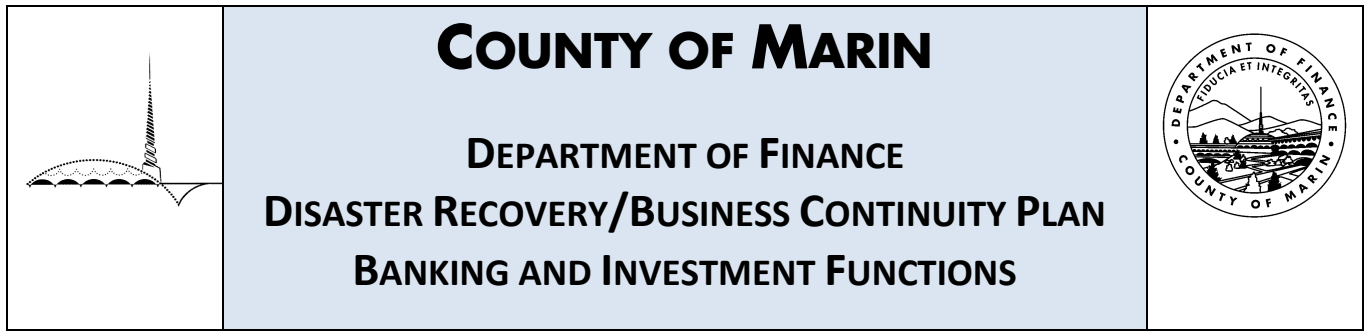 COUNTY OF MARIN
DEPARTMENT OF FINANCE
DISASTER RECOVERY/BUSINESS CONTINUITY PLAN
BANKING AND INVESTMENT FUNCTIONS
DEPARTMENT OF FINANCE
FIDUCIA ET INTEGRITAS
• COUNTY OF MARIN •